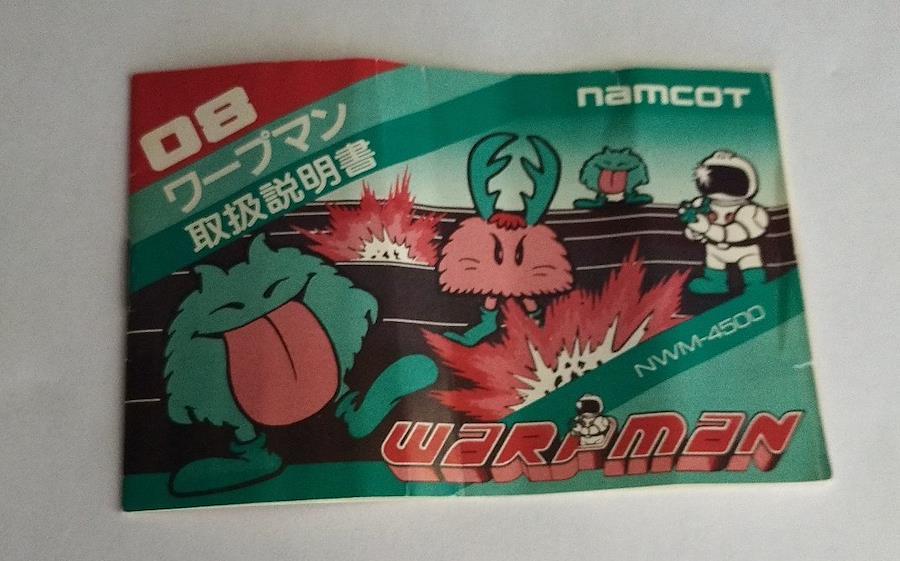 08
ワープマン
取扱説明書
namcoT
NWM-4500
WARPMAN